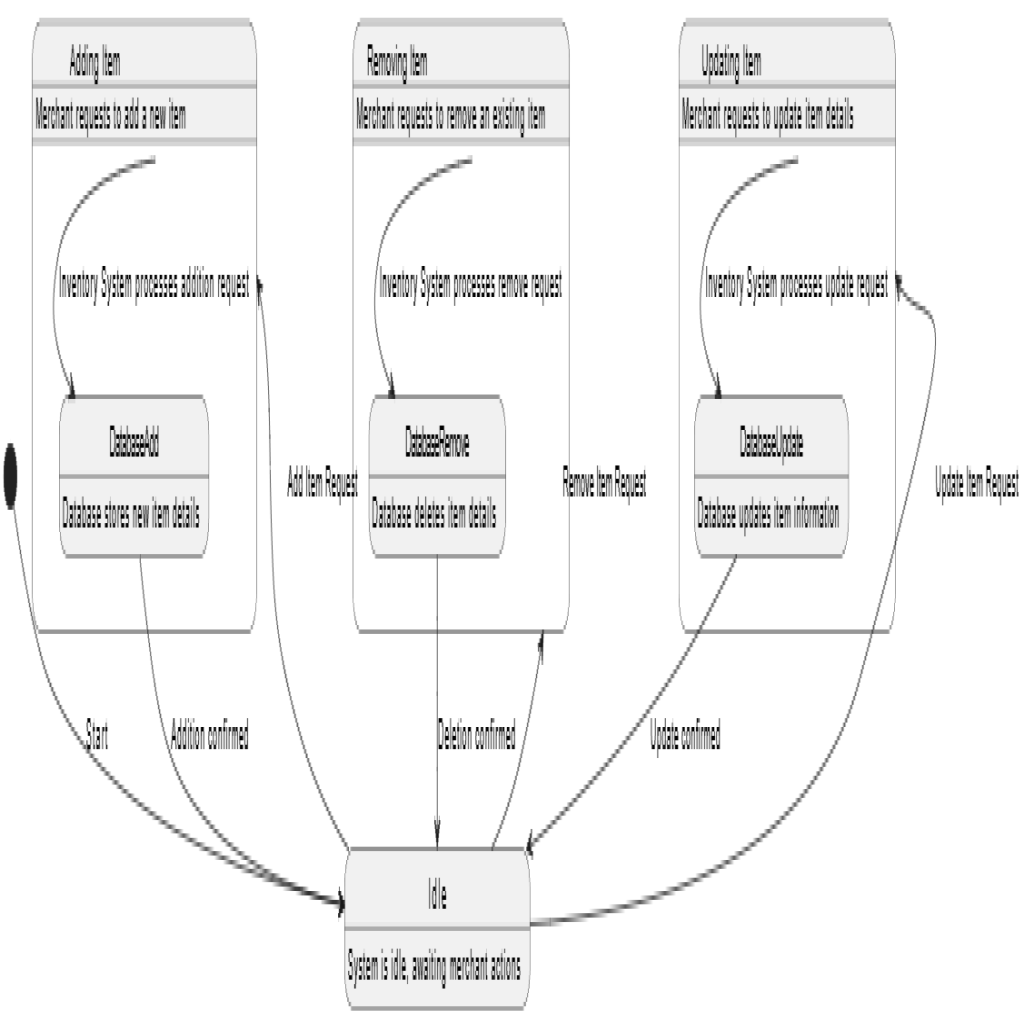 Adding Item
Merchant requests to add a new item
Inventory System processes addition request
DatabaseAdd
Database stores new item details
Removing Item
Merchant requests to remove an existing item
Inventory System processes remove request
DatabaseRemove
Database deletes item details
Updating Item
Merchant requests to update item details
Inventory System processes update request
DatabaseUpdate
Database updates item information
Add Item Request
Remove Item Request
Update Item Request
Start
Addition confirmed
Deletion confirmed
Update confirmed
Idle
System is idle, awaiting merchant actions